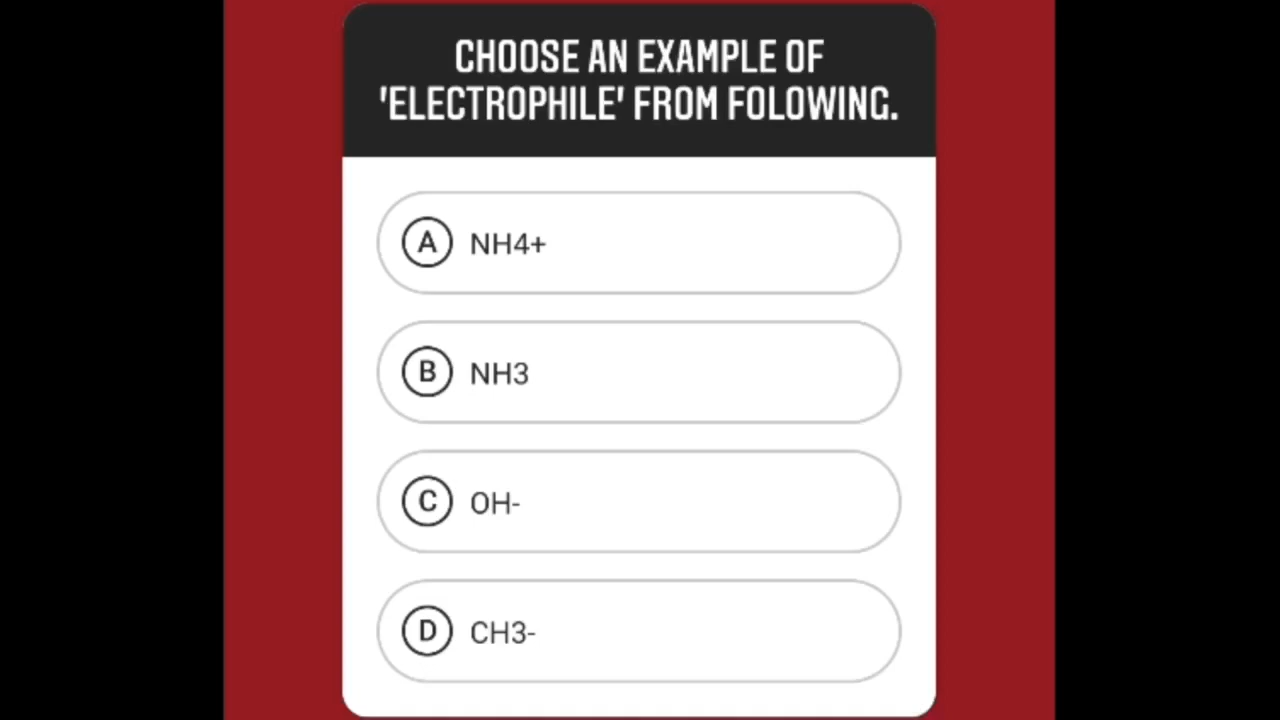 CHOOSE AN EXAMPLE OF
'ELECTROPHILE' FROM FOLOWING.
A NH4+
B NH3
C OH-
D CH3-